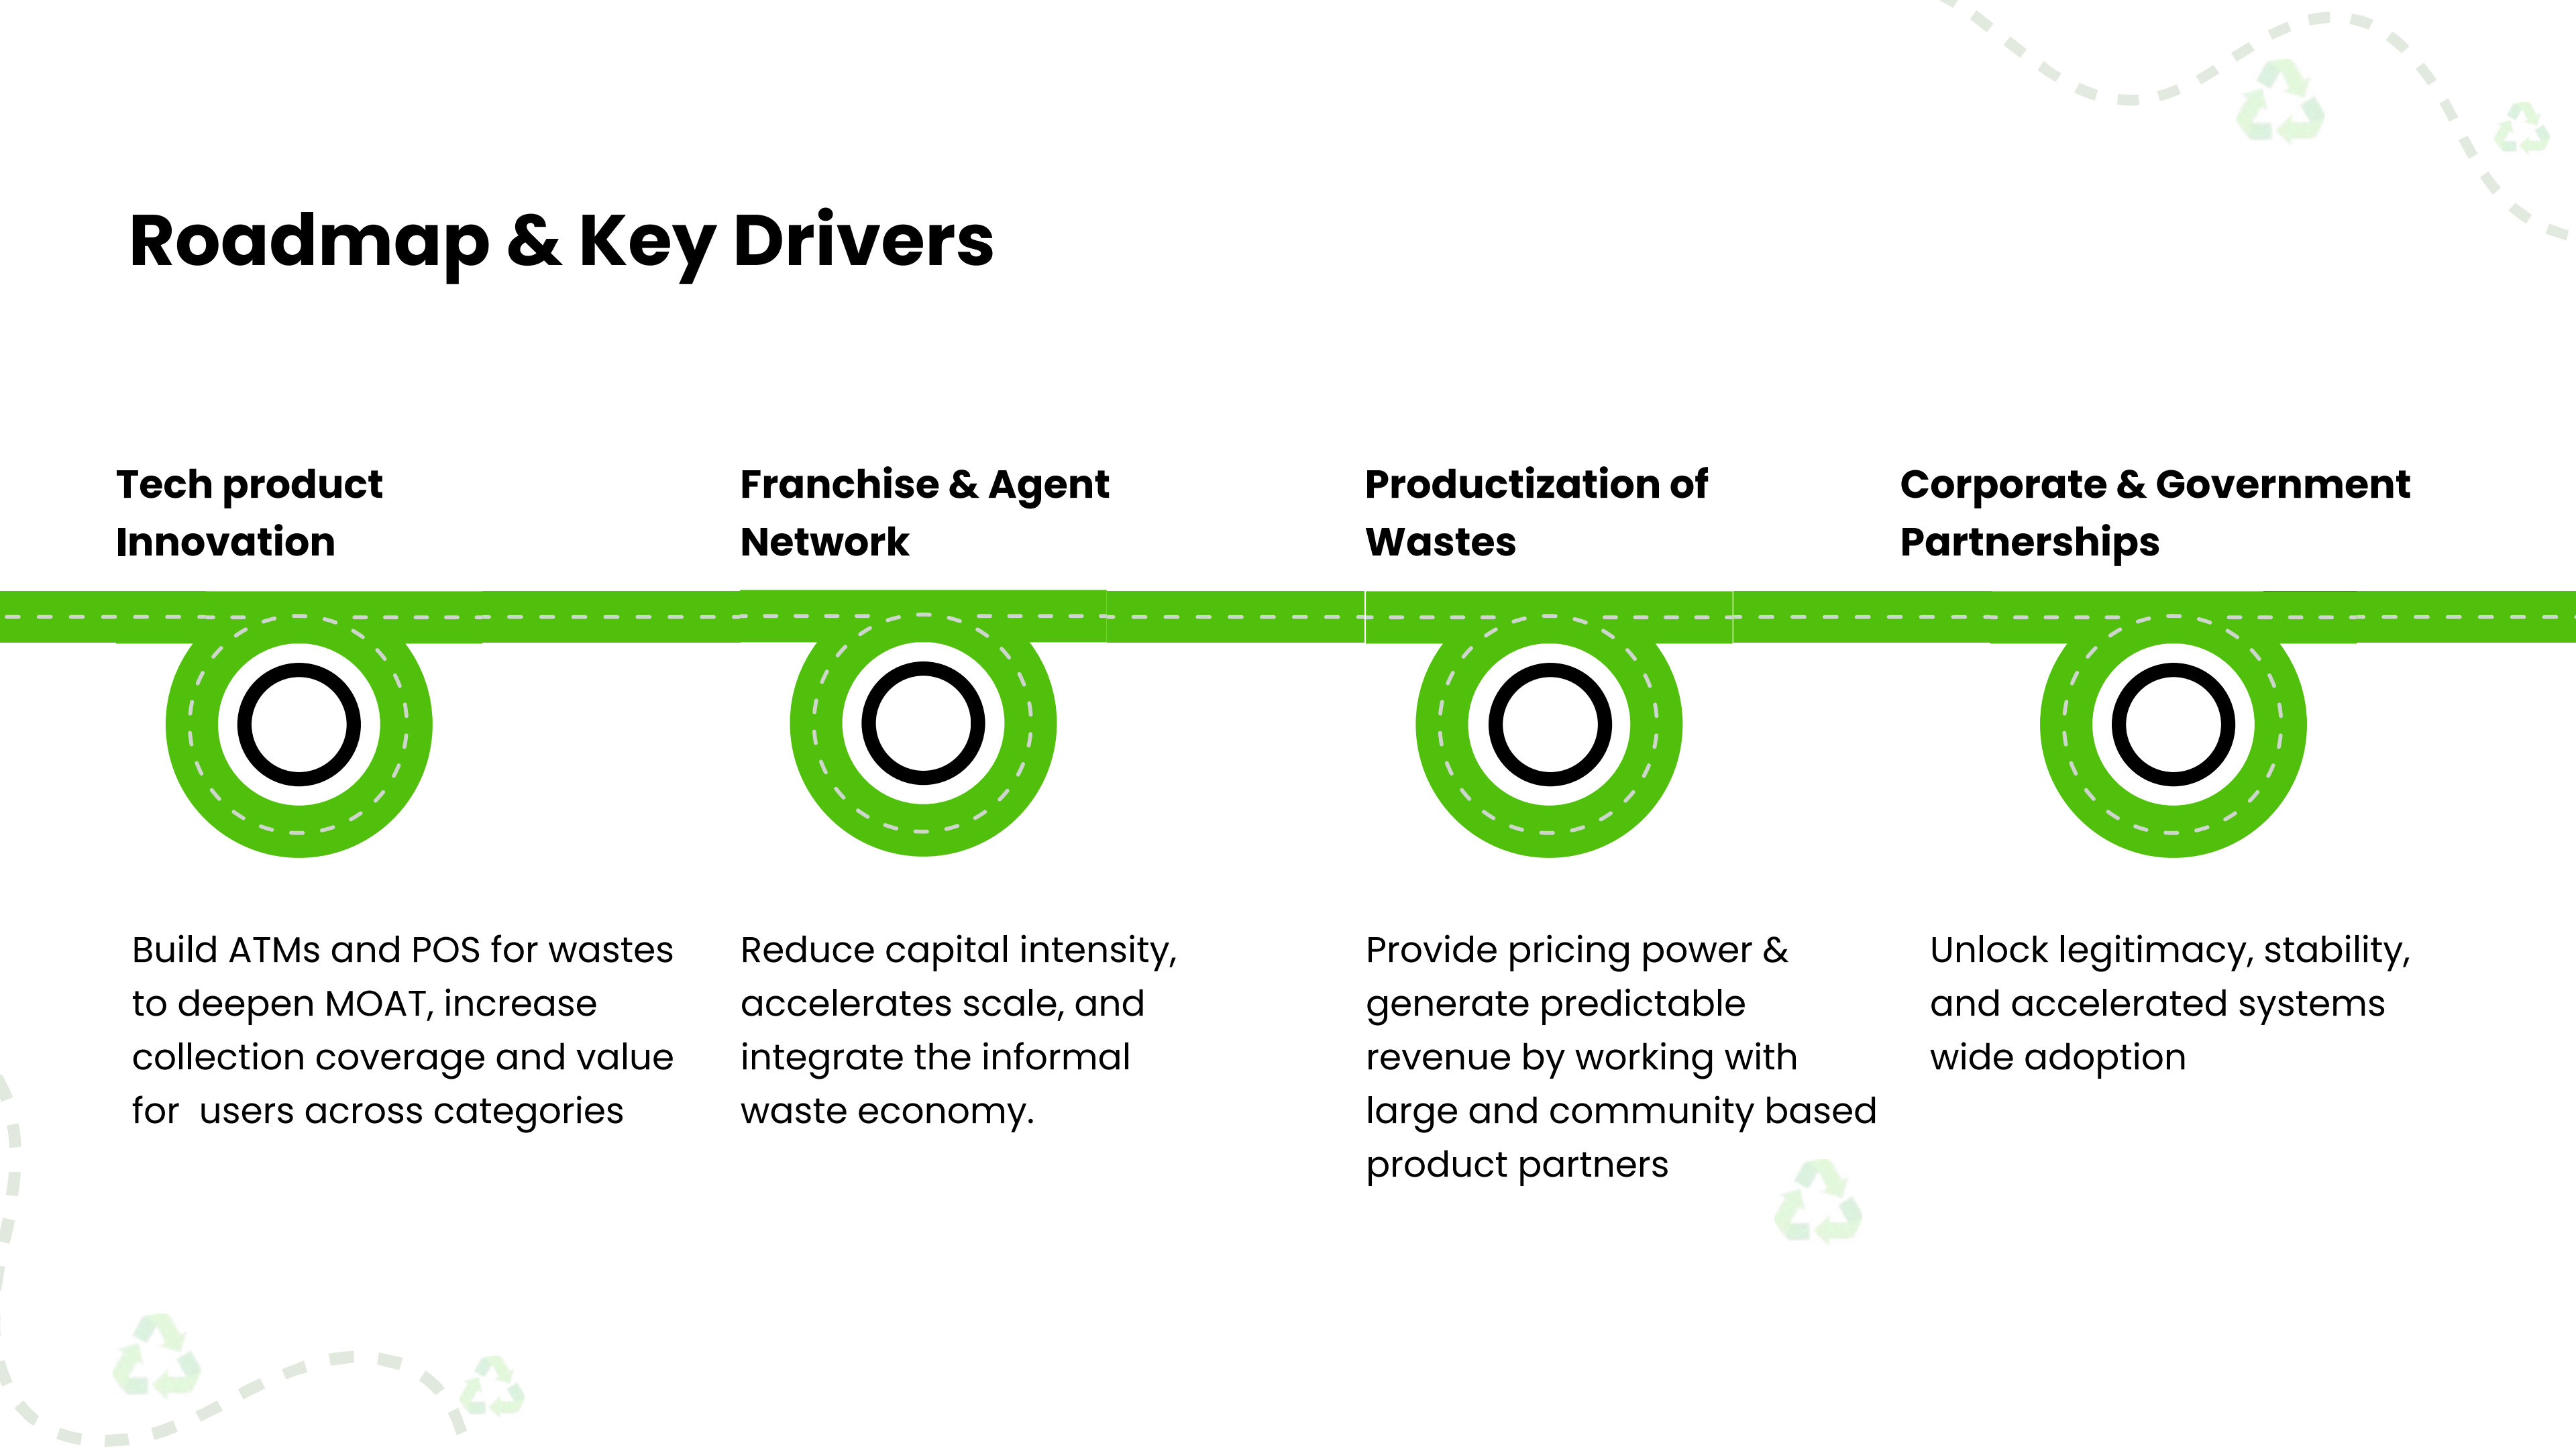 Roadmap & Key Drivers
Tech product
Innovation
Franchise & Agent
Network
Productization of
Wastes
Corporate & Government
Partnerships
Build ATMs and POS for wastes
to deepen MOAT, increase
collection coverage and value
for  users across categories
Reduce capital intensity,
accelerates scale, and
integrate the informal
waste economy.
Provide pricing power &
generate predictable
revenue by working with
large and community based
product partners
Unlock legitimacy, stability,
and accelerated systems
wide adoption